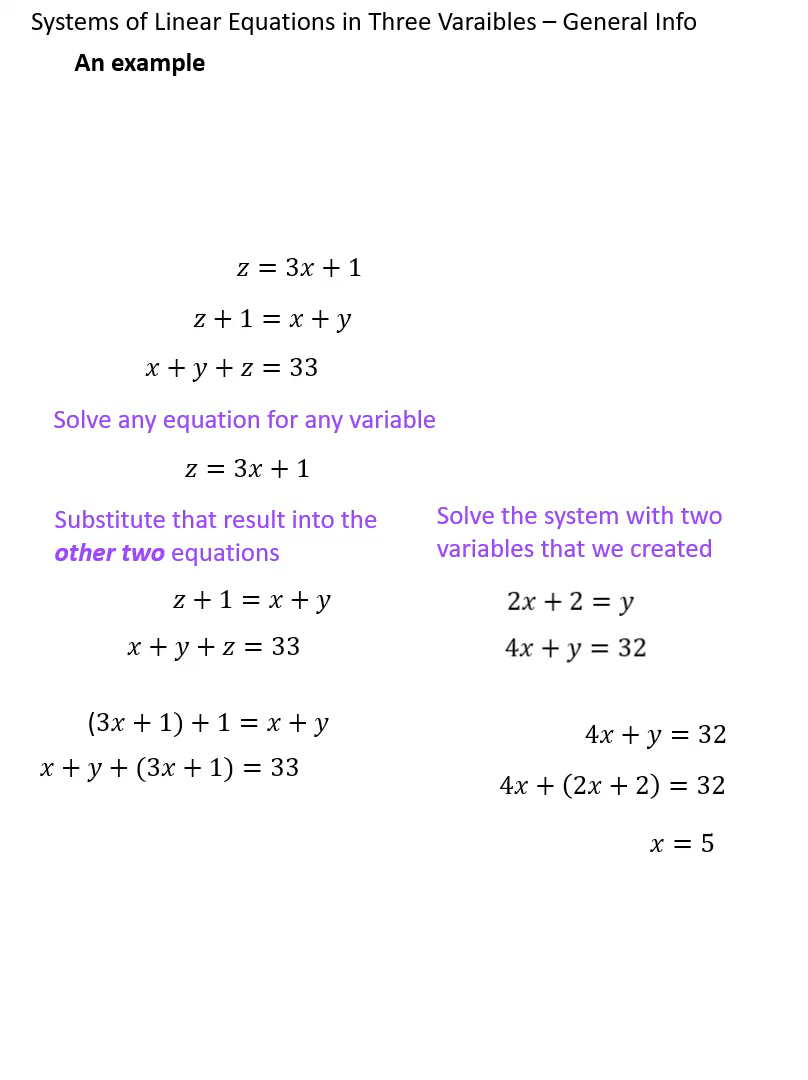 Systems of Linear Equations in Three Varaibles – General Info
An example
z = 3x + 1
z + 1 = x + y
x + y + z = 33
Solve any equation for any variable
z = 3x + 1
Substitute that result into the
other two equations
z + 1 = x + y
x + y + z = 33
(3x + 1) + 1 = x + y
x + y + (3x + 1) = 33
Solve the system with two
variables that we created
2x + 2 = y
4x + y = 32
4x + y = 32
4x + (2x + 2) = 32
x = 5